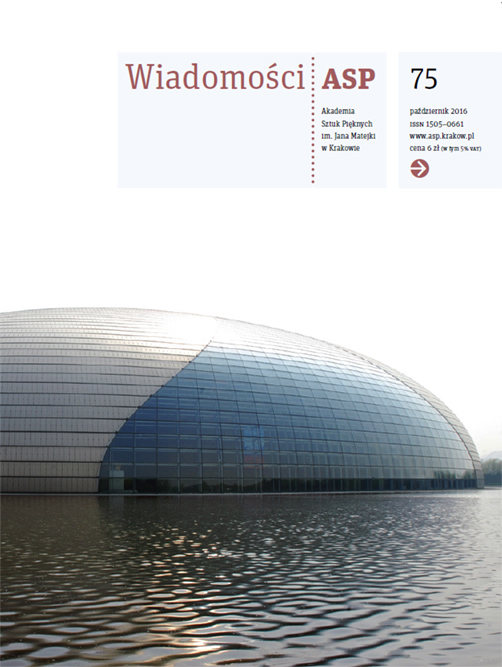 Wiadomości ASP
Akademia
Sztuk Pięknych
im. Jana Matejki
w Krakowie
75
październik 2016
ISSN 1505–0661
www.asp.krakow.pl
cena 6 zł (w tym 5% VAT)